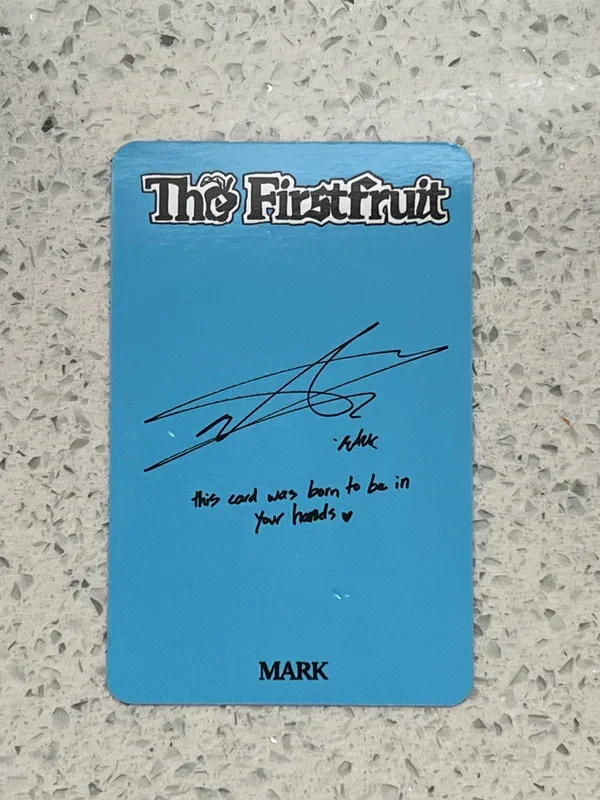 The Firstfruit
MARK
this card was born to be in
your hands ♥
MARK